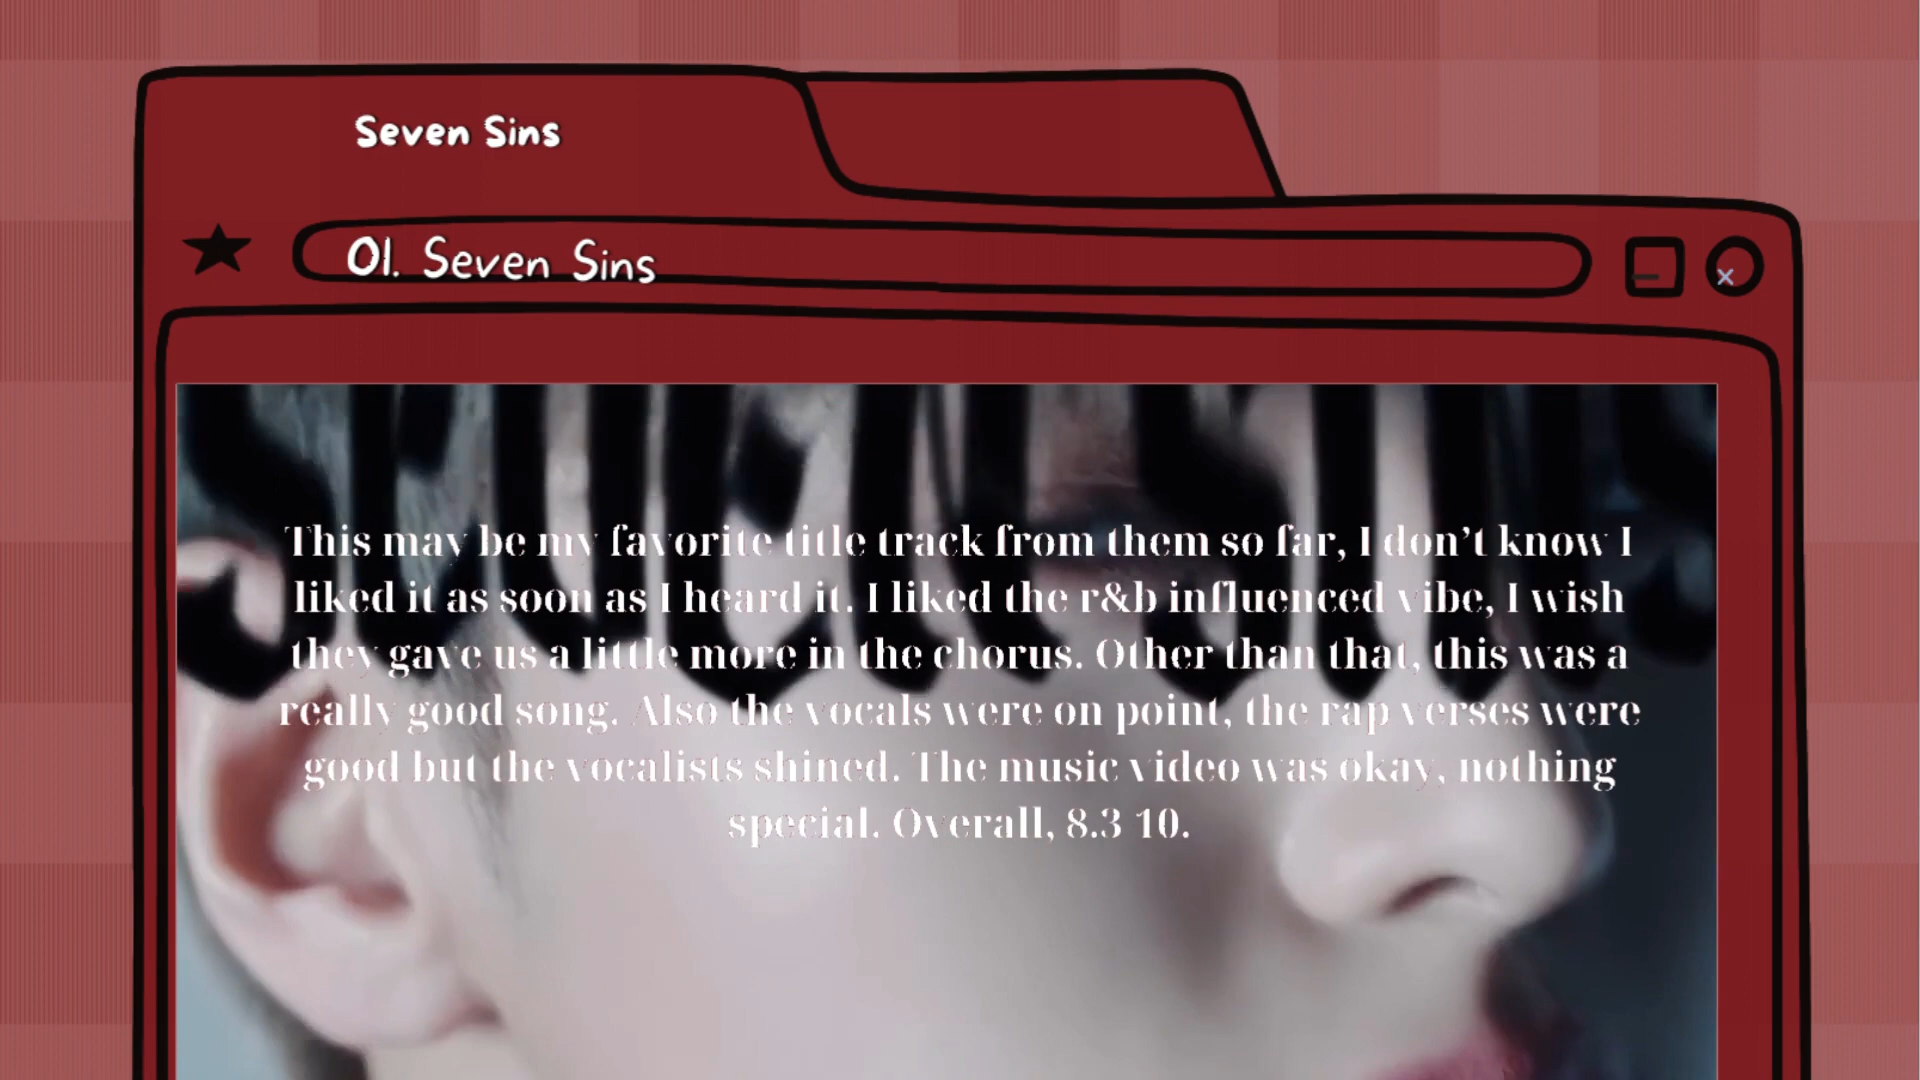 Seven Sins
01. Seven Sins
This may be my favorite title track from them so far, I don’t know I
liked it as soon as I heard it. I liked the r&b influenced vibe, I wish
they gave us a little more in the chorus. Other than that, this was a
really good song. Also the vocals were on point, the rap verses were
good but the vocalists shined. The music video was okay, nothing
special. Overall, 8.3 10.